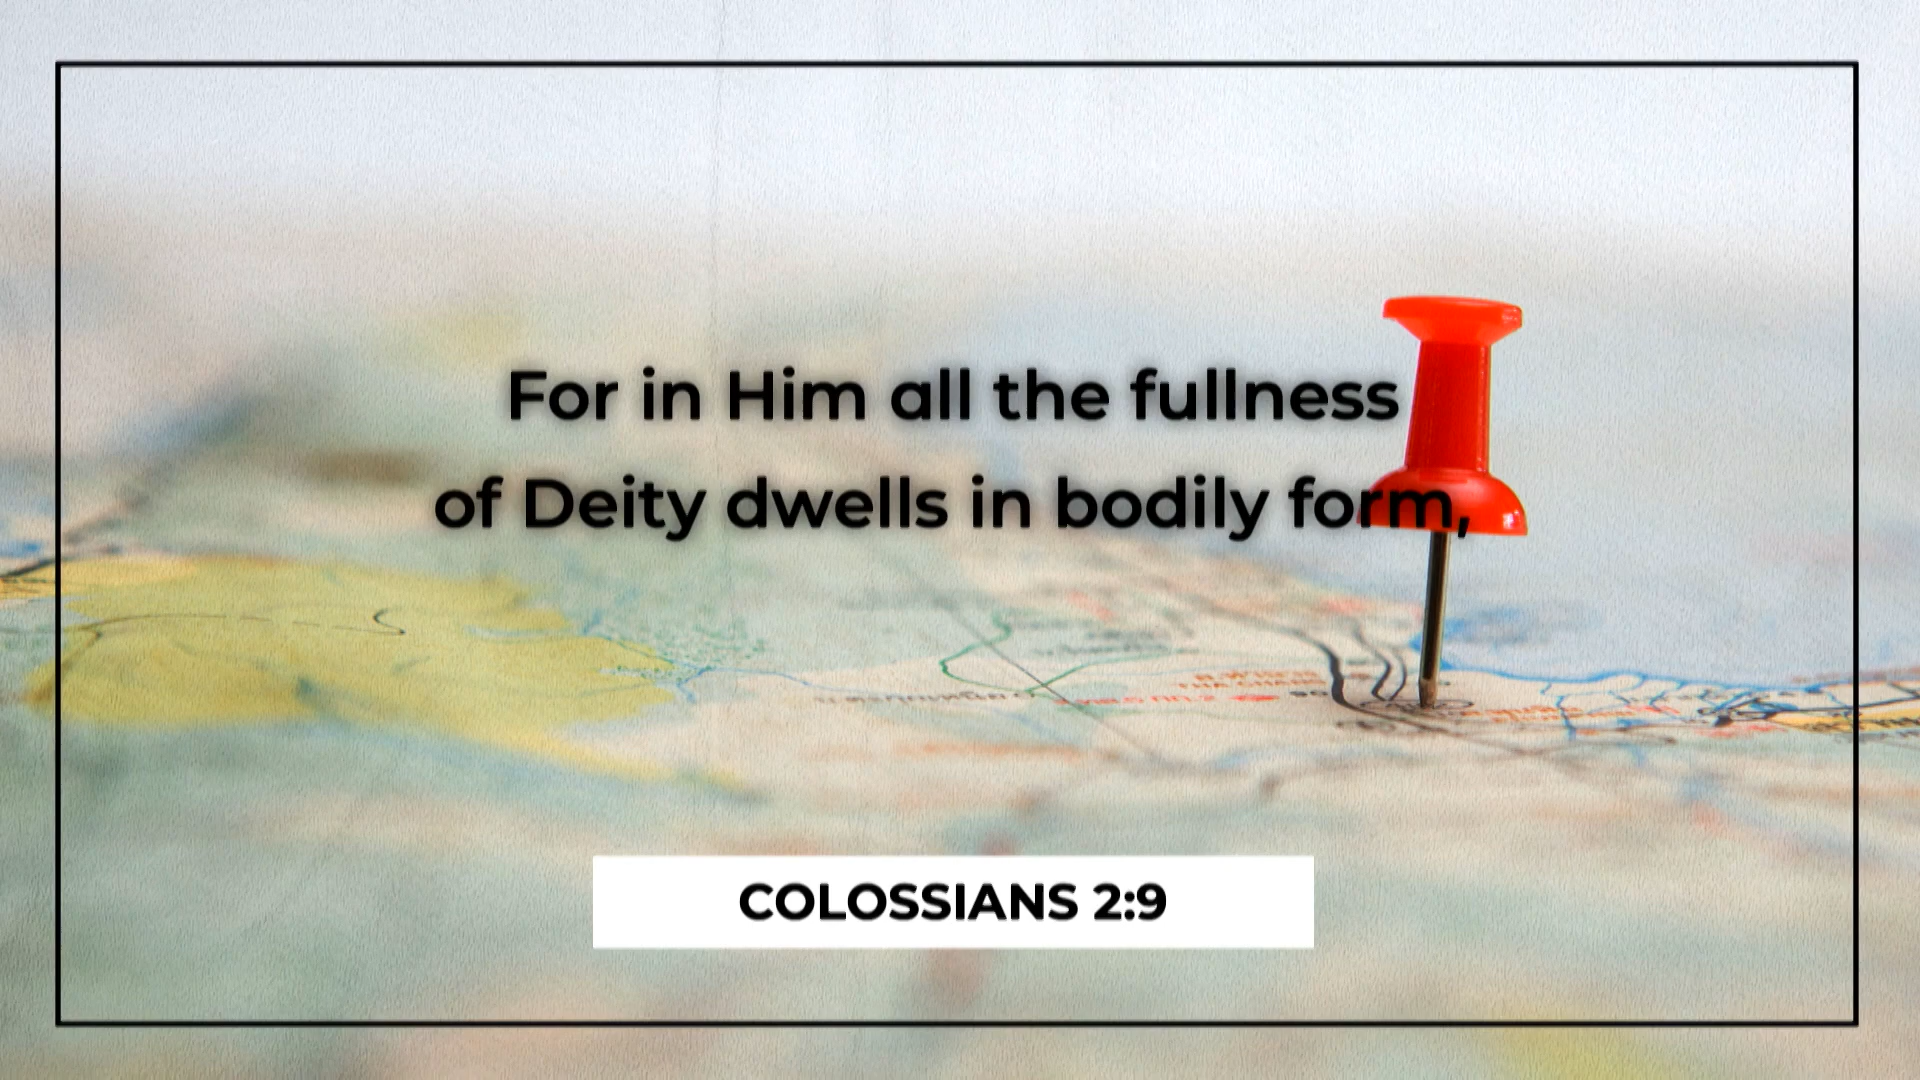 For in Him all the fullness
of Deity dwells in bodily form,
COLOSSIANS 2:9